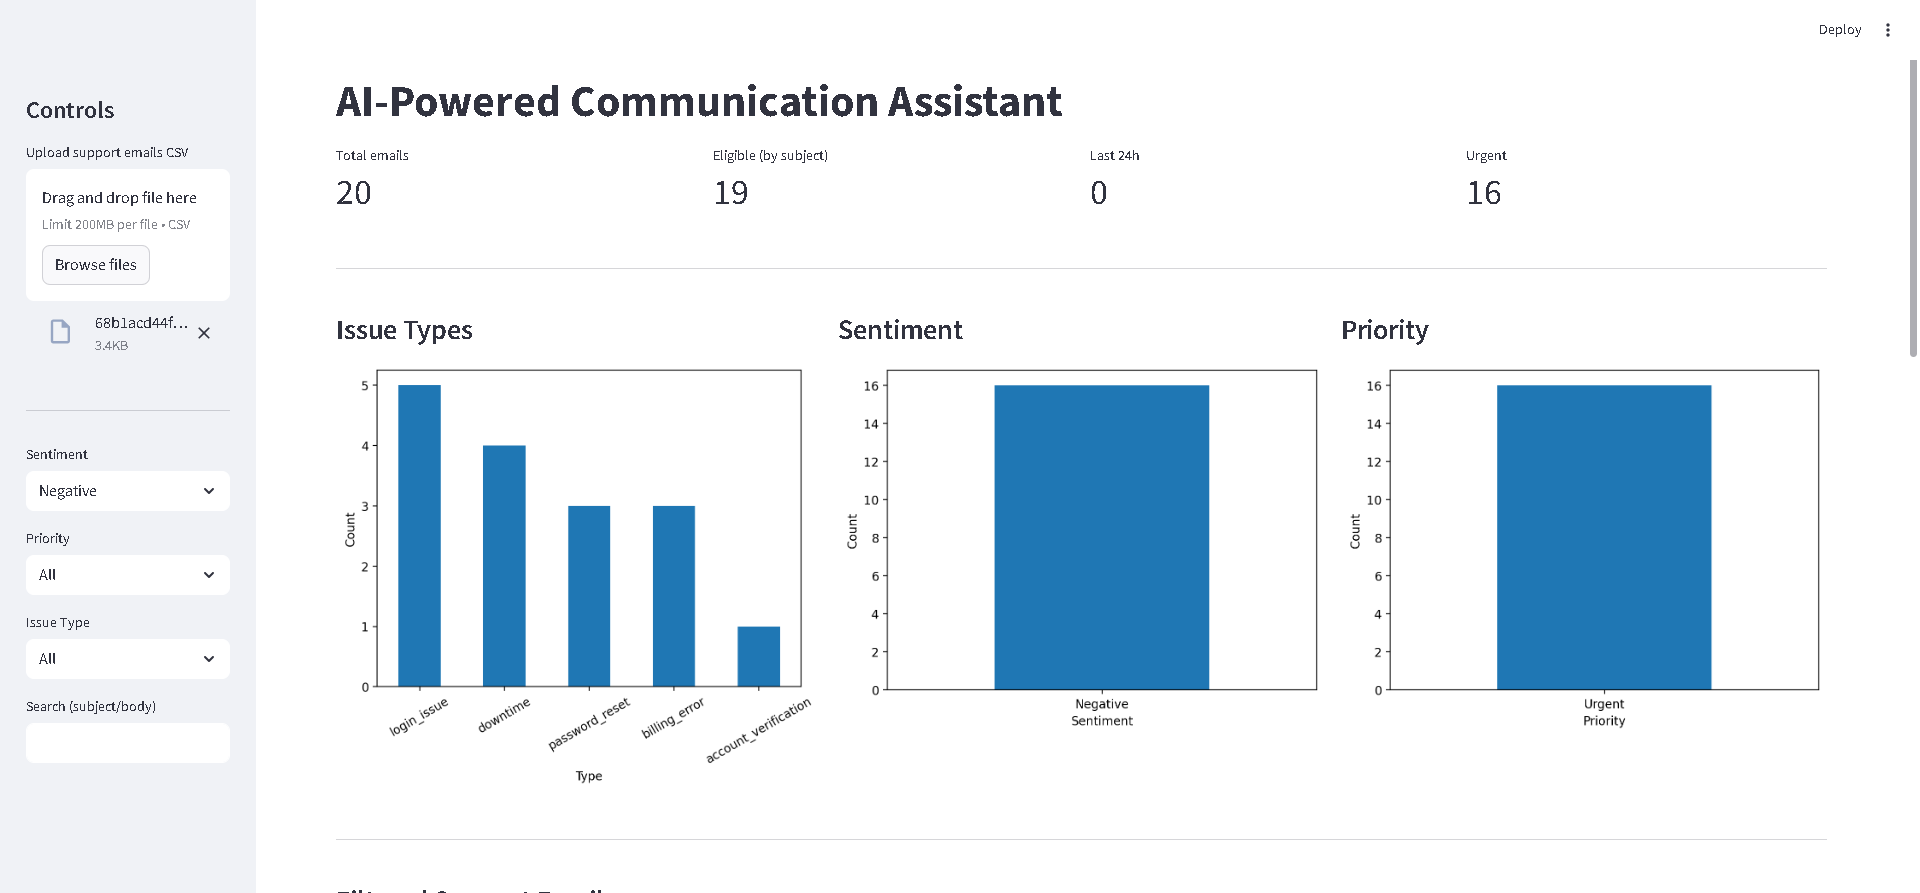 Deploy
Controls
Upload support emails CSV
Drag and drop file here
Limit 200MB per file • CSV
Browse files
68b1acd44f...
3.4KB
Sentiment
Negative
Priority
All
Issue Type
All
Search (subject/body)
AI-Powered Communication Assistant
Total emails
20
Eligible (by subject)
19
Last 24h
0
Urgent
16
Issue Types
5
4
3
2
1
0
Count
login_issue
downtime
password_reset
billing_error
account_verification
Type
Sentiment
16
14
12
10
8
6
4
2
0
Count
Negative
Sentiment
Priority
16
14
12
10
8
6
4
2
0
Count
Urgent
Priority